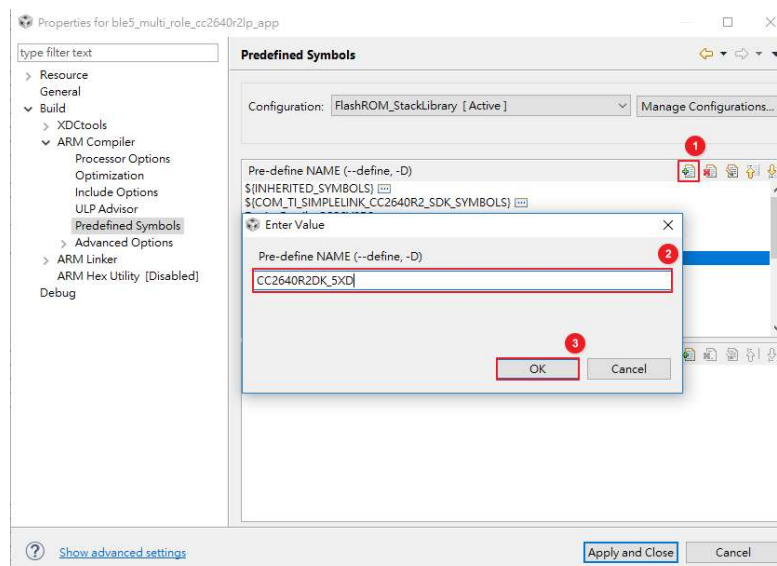 Properties for ble5_multi_role_cc2640r2lp_app
type filter text
Resource
General
Build
XDCtools
ARM Compiler
Processor Options
Optimization
Include Options
ULP Advisor
Predefined Symbols
Advanced Options
ARM Linker
ARM Hex Utility [Disabled]
Debug
Predefined Symbols
Configuration: FlashROM_StackLibrary [ Active ]
Manage Configurations...
1
Pre-define NAME (--define, -D)
${INHERITED_SYMBOLS}
${COM_TI_SIMPLELINK_CC2640R2_SDK_SYMBOLS}
Enter Value
Pre-define NAME (--define, -D)
2
CC2640R2DK_5XD
3
OK
Cancel
Show advanced settings
Apply and Close
Cancel